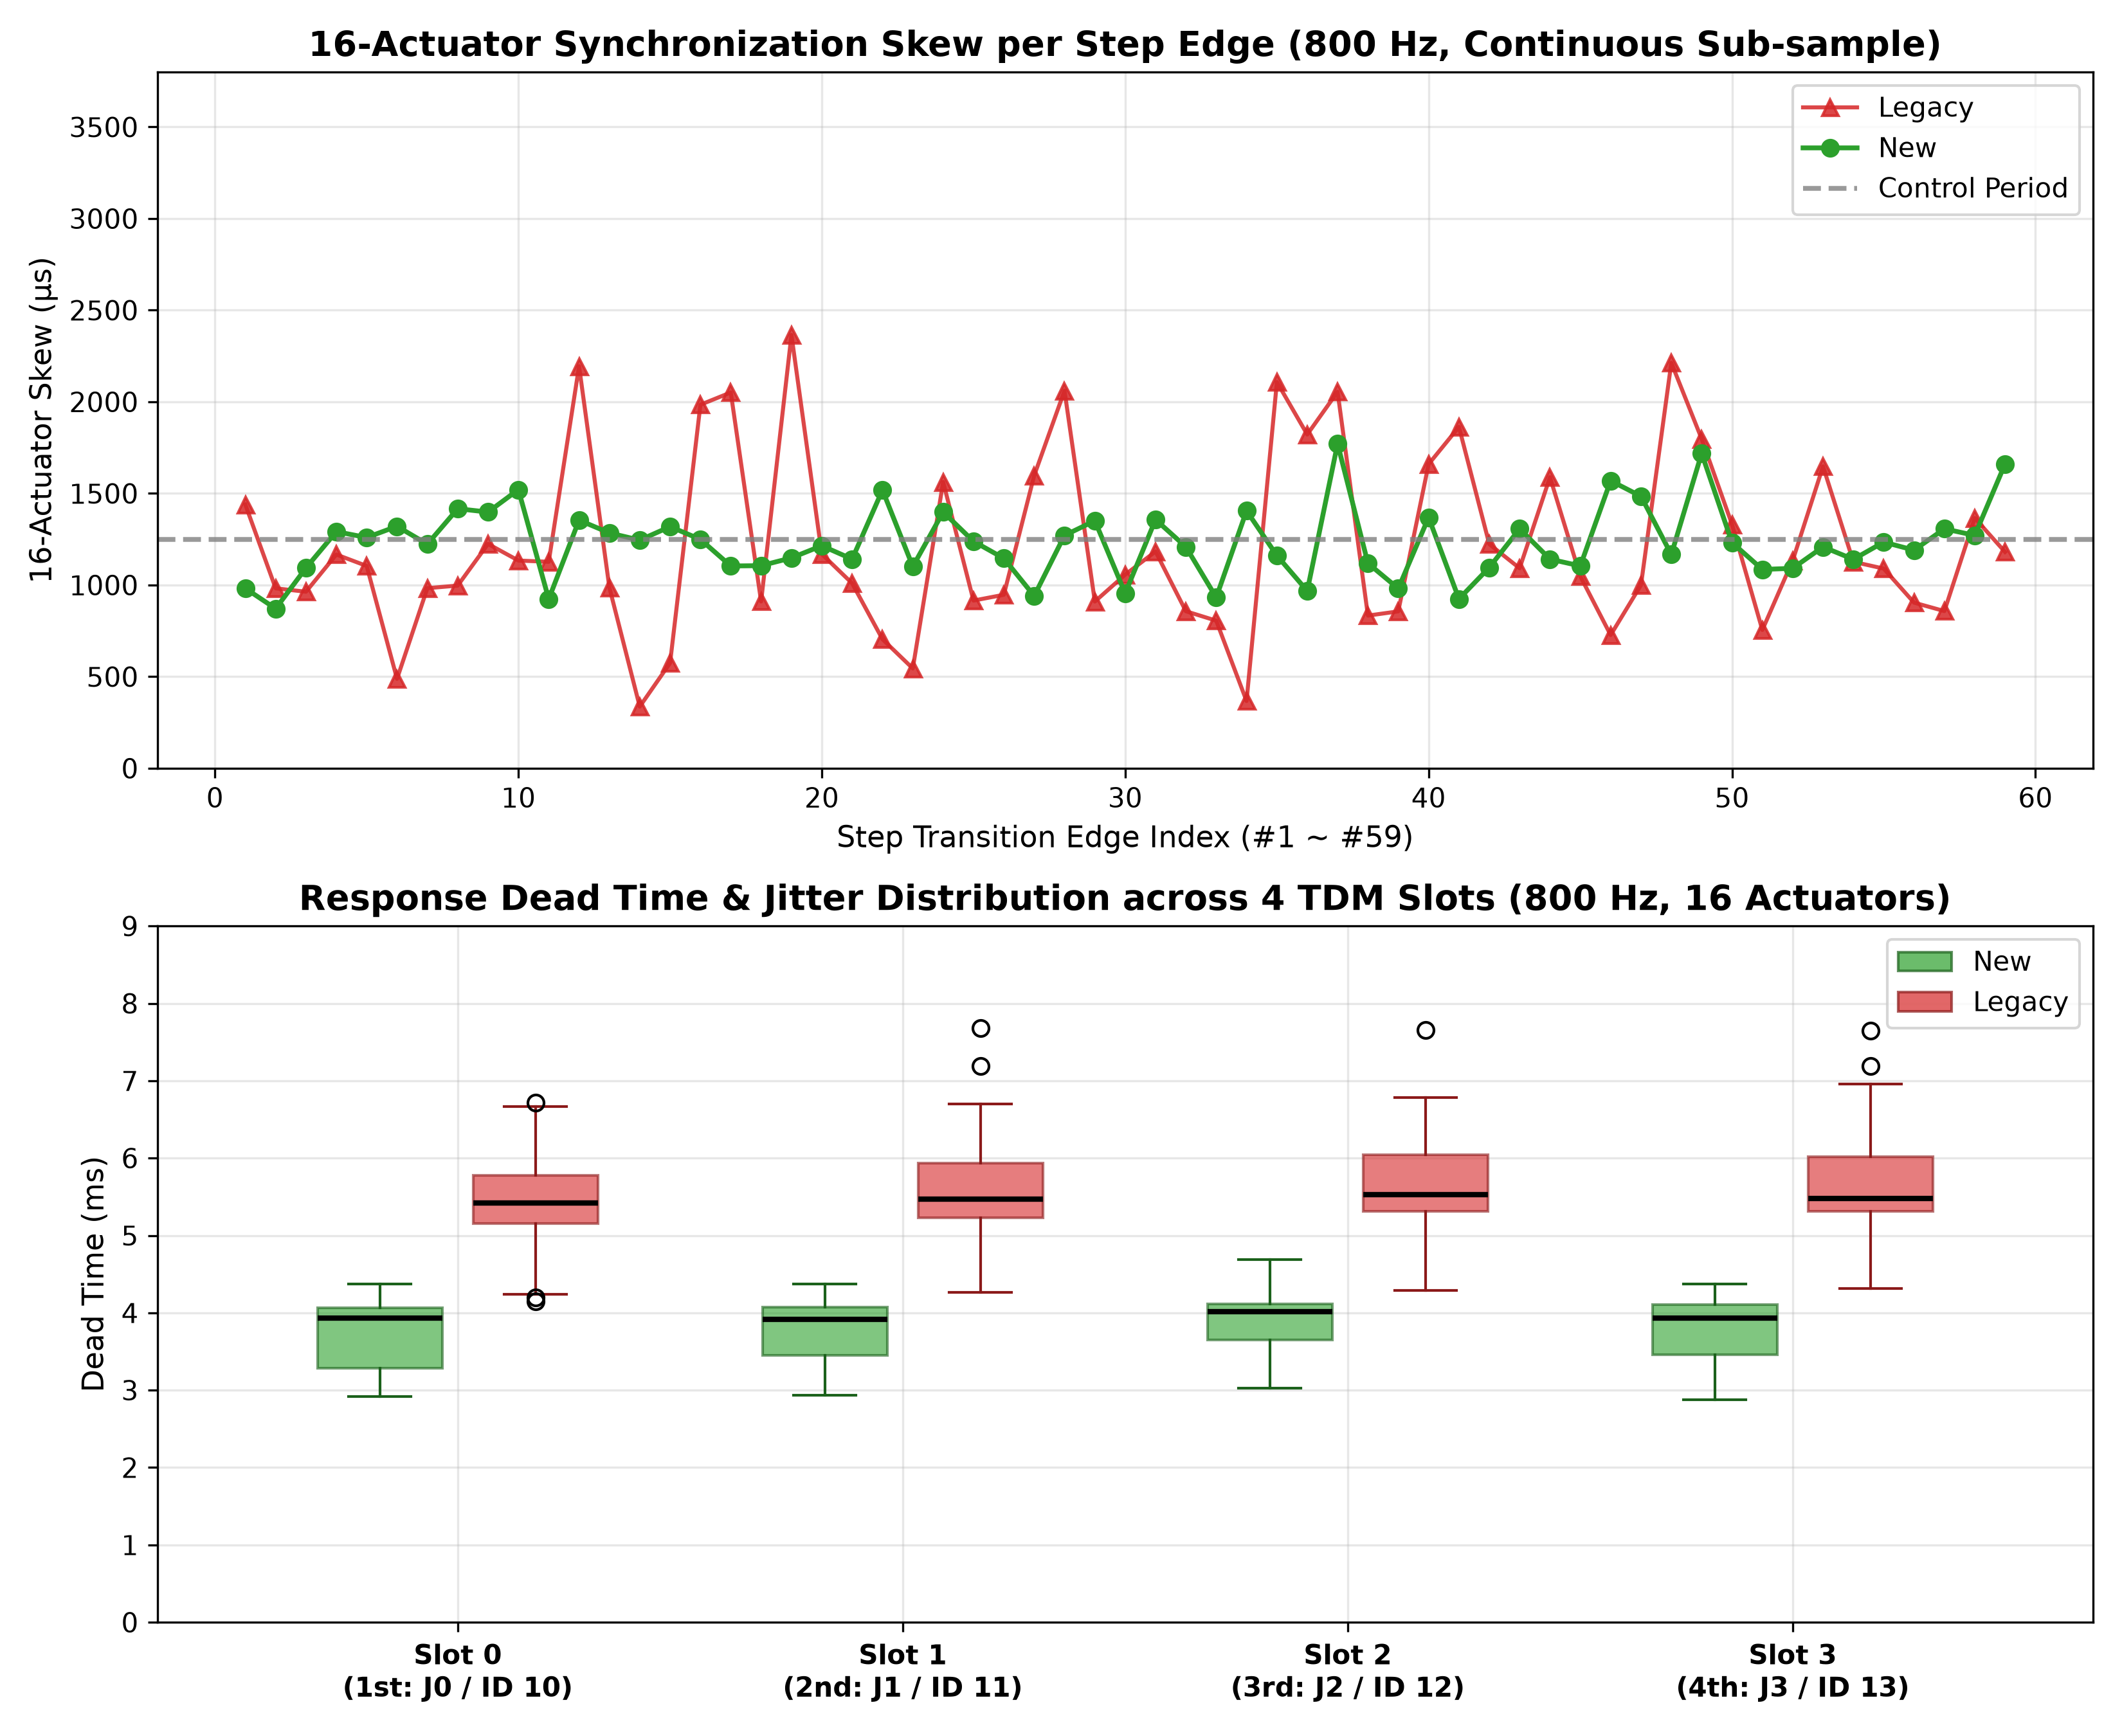 16-Actuator Synchronization Skew per Step Edge (800 Hz, Continuous Sub-sample)
Legacy
New
Control Period
3500
3000
2500
2000
1500
1000
500
0
16-Actuator Skew (µs)
0 10 20 30 40 50 60
Step Transition Edge Index (#1 ~ #59)
Response Dead Time & Jitter Distribution across 4 TDM Slots (800 Hz, 16 Actuators)
New
Legacy
9
8
7
6
5
4
3
2
1
0
Dead Time (ms)
Slot 0 Slot 1 Slot 2 Slot 3
(1st: J0 / ID 10) (2nd: J1 / ID 11) (3rd: J2 / ID 12) (4th: J3 / ID 13)